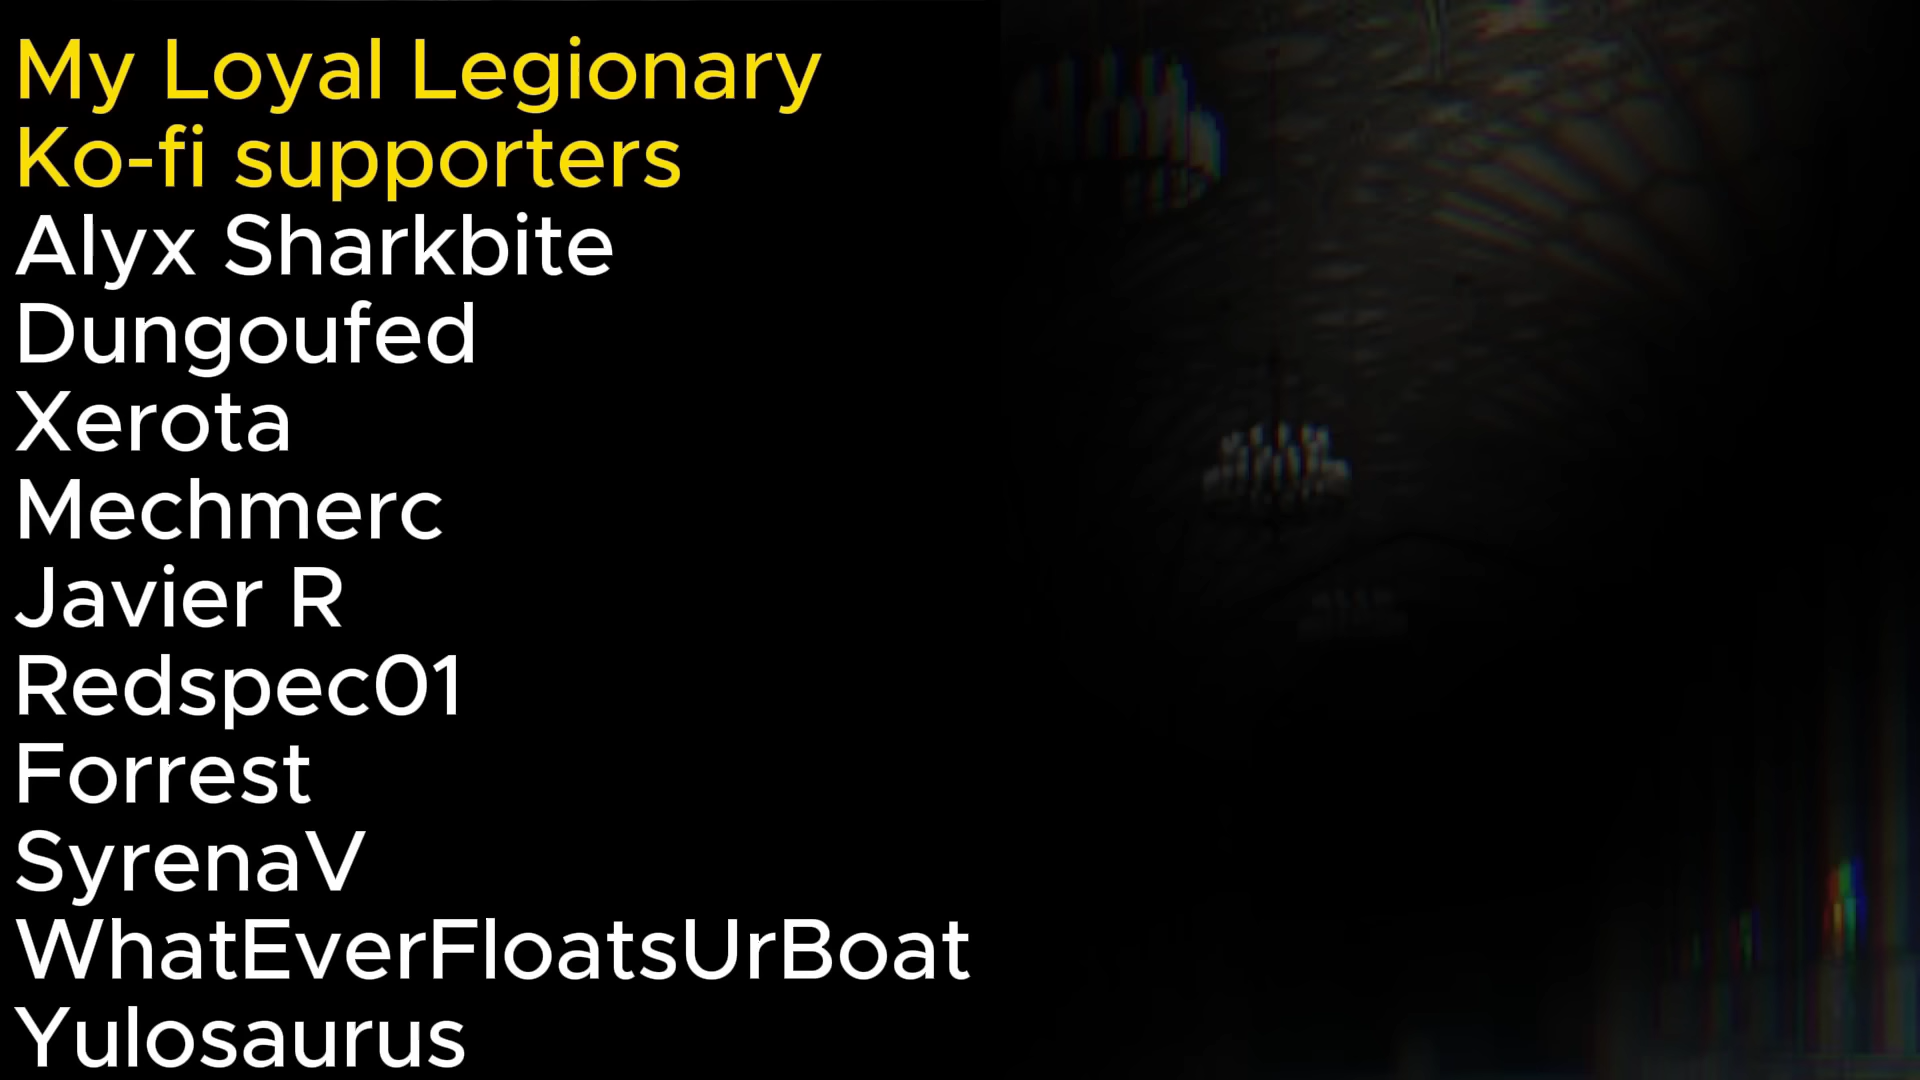 My Loyal Legionary
Ko-fi supporters
Alyx Sharkbite
Dungoufed
Xerota
Mechmerc
Javier R
Redspec01
Forrest
SyrenaV
WhatEverFloatsUrBoat
Yulosaurus